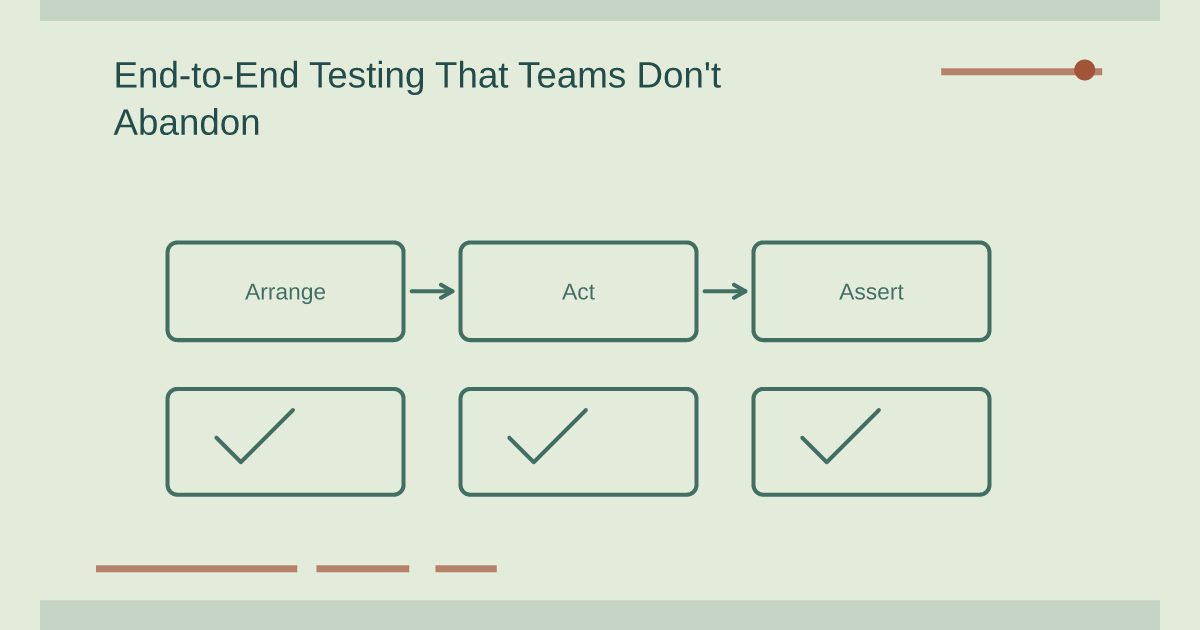 End-to-End Testing That Teams Don't
Abandon
Arrange
Act
Assert